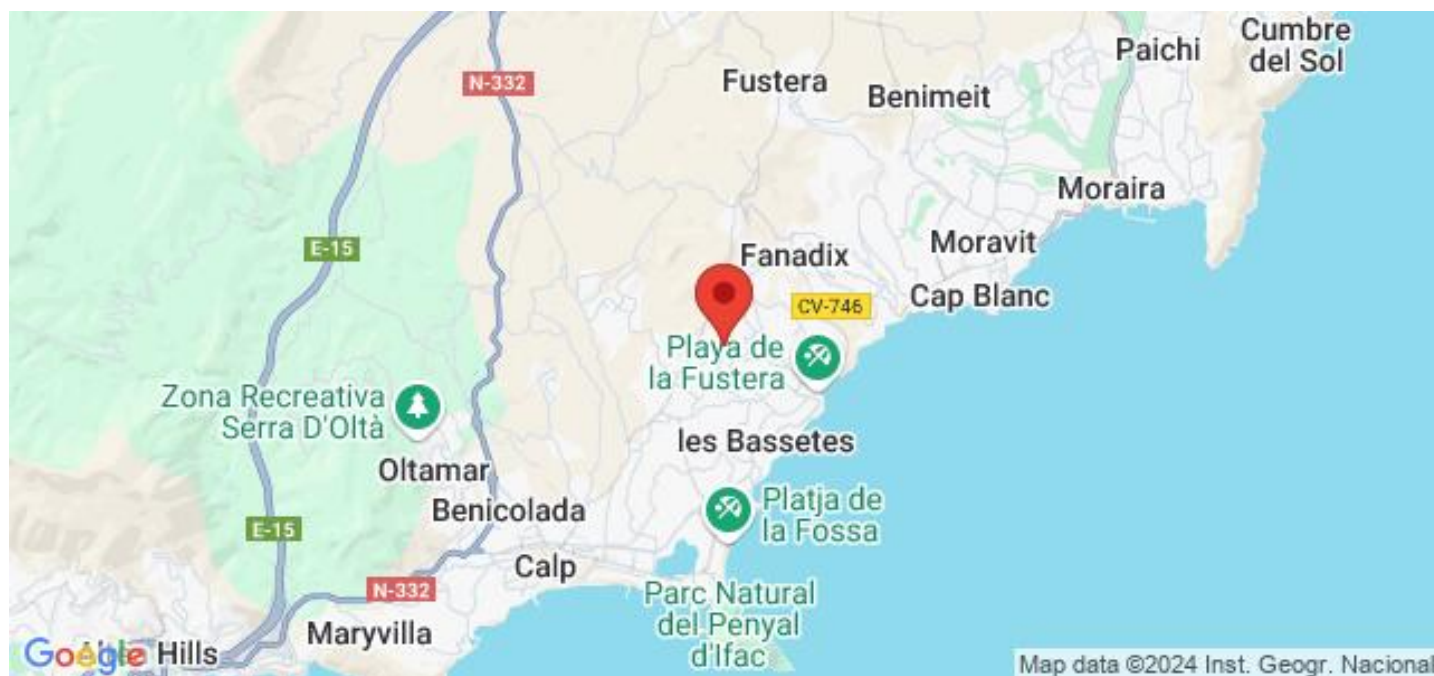 Cumbre
del Sol
Paichi
Fustera
N-332
Benimeit
Moraira
E-15
Fanadix
Moravit
Cap Blanc
CV-746
Playa de
la Fustera
Zona Recreativa
Serra D'Oltà
les Bassetes
Oltamar
Benicolada
Platja de
la Fossa
E-15
Calp
N-332
Parc Natural
del Penyal
d'Ifac
Maryvilla
Google
Hills
Map data ©2024 Inst. Geogr. Nacional